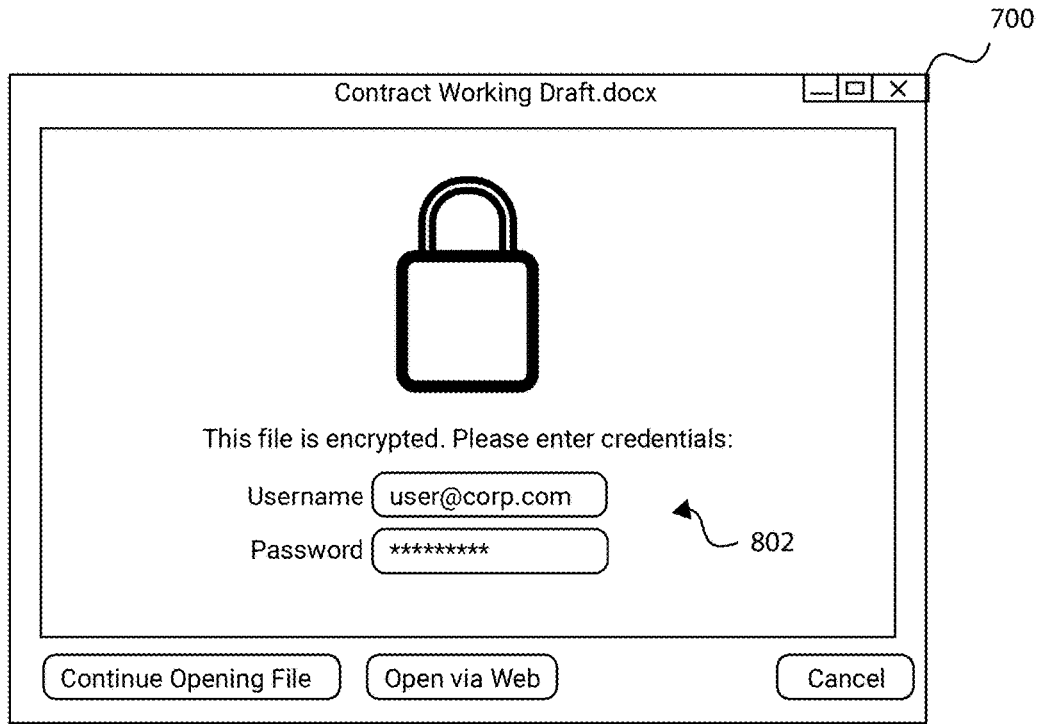 700
Contract Working Draft.docx
This file is encrypted. Please enter credentials:
Username user@corp.com
Password *********
802
Continue Opening File Open via Web Cancel